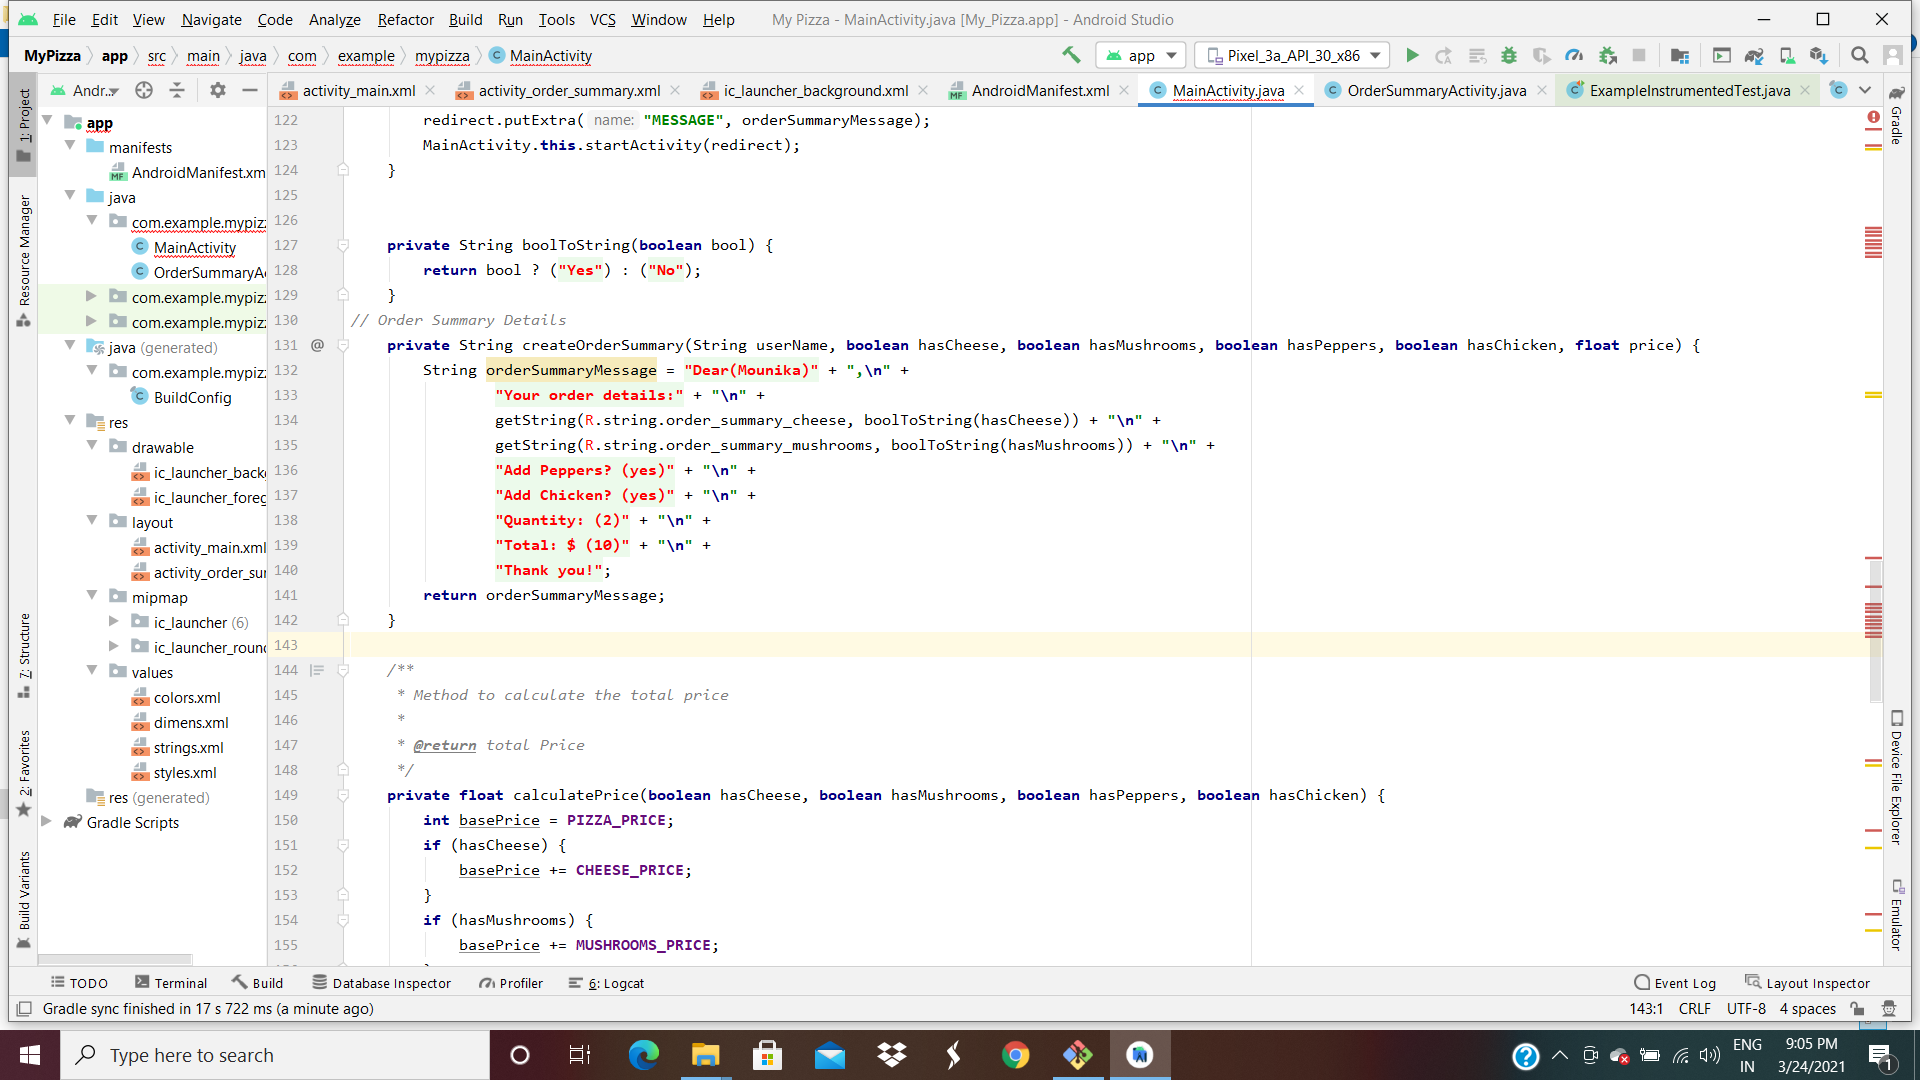 File Edit View Navigate Code Analyze Refactor Build Run Tools VCS Window Help My Pizza - MainActivity.java [My_Pizza.app] - Android Studio
MyPizza app src main java com example mypizza MainActivity app Pixel_3a_API_30_x86
Andr... activity_main.xml activity_order_summary.xml ic_launcher_background.xml AndroidManifest.xml MainActivity.java OrderSummaryActivity.java ExampleInstrumentedTest.java
1: Project
Resource Manager
7: Structure
2: Favorites
Build Variants
app
manifests
AndroidManifest.xm
java
com.example.mypizz
MainActivity
OrderSummaryA
com.example.mypizz
com.example.mypizz
java (generated)
com.example.mypizz
BuildConfig
res
drawable
ic_launcher_back
ic_launcher_foreg
layout
activity_main.xml
activity_order_sur
mipmap
ic_launcher (6)
ic_launcher_round
values
colors.xml
dimens.xml
strings.xml
styles.xml
res (generated)
Gradle Scripts
122 redirect.putExtra( name: "MESSAGE", orderSummaryMessage);
123 MainActivity.this.startActivity(redirect);
124 }
125
126
127 private String boolToString(boolean bool) {
128 return bool ? ("Yes") : ("No");
129 }
130 // Order Summary Details
131 @ private String createOrderSummary(String userName, boolean hasCheese, boolean hasMushrooms, boolean hasPeppers, boolean hasChicken, float price) {
132 String orderSummaryMessage = "Dear(Mounika)" + ",\n" +
133 "Your order details:" + "\n" +
134 getString(R.string.order_summary_cheese, boolToString(hasCheese)) + "\n" +
135 getString(R.string.order_summary_mushrooms, boolToString(hasMushrooms)) + "\n" +
136 "Add Peppers? (yes)" + "\n" +
137 "Add Chicken? (yes)" + "\n" +
138 "Quantity: (2)" + "\n" +
139 "Total: $ (10)" + "\n" +
140 "Thank you!";
141 return orderSummaryMessage;
142 }
143
144 /**
145 * Method to calculate the total price
146 *
147 * @return total Price
148 */
149 private float calculatePrice(boolean hasCheese, boolean hasMushrooms, boolean hasPeppers, boolean hasChicken) {
150 int basePrice = PIZZA_PRICE;
151 if (hasCheese) {
152 basePrice += CHEESE_PRICE;
153 }
154 if (hasMushrooms) {
155 basePrice += MUSHROOMS_PRICE;
Gradle
Device File Explorer
Emulator
TODO Terminal Build Database Inspector Profiler 6: Logcat Event Log Layout Inspector
Gradle sync finished in 17 s 722 ms (a minute ago) 143:1 CRLF UTF-8 4 spaces
Type here to search
ENG
IN
9:05 PM
3/24/2021
1